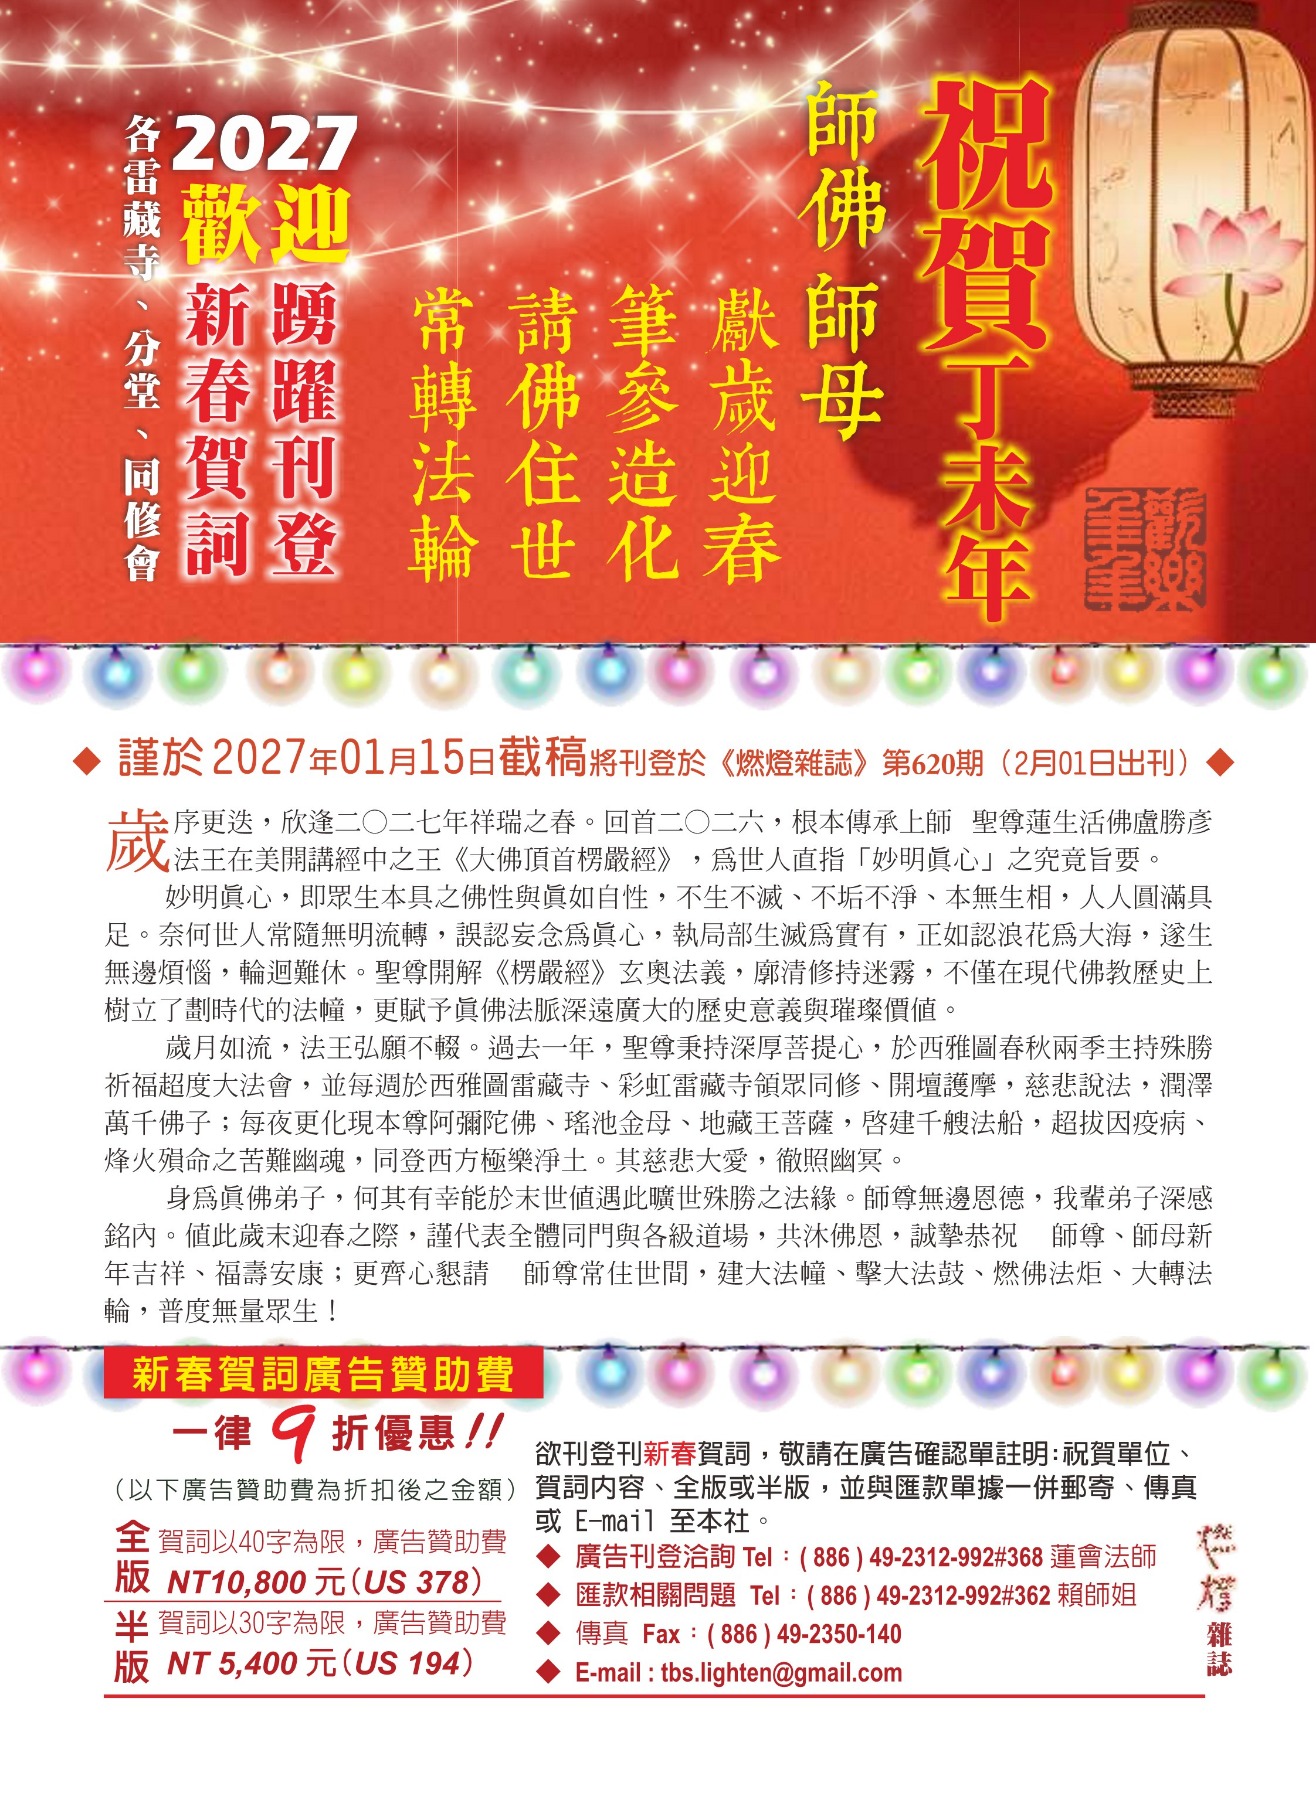 祝賀丁未年
師佛 師母
獻歲迎春
筆參造化
請佛住世
常轉法輪
2027
歡迎
踴躍刊登
新春賀詞
各雷藏寺、分堂、同修會
歡樂年年
◆ 謹於2027年01月15日截稿將刊登於《燃燈雜誌》第620期（2月01日出刊）◆
歲序更迭，欣逢二〇二七年祥瑞之春。回首二〇二六，根本傳承上師 聖尊蓮生活佛盧勝彥
法王在美開講經中之王《大佛頂首楞嚴經》，為世人直指「妙明真心」之究竟旨要。
妙明真心，即眾生本具之佛性與真如自性，不生不滅、不垢不淨、本無生相，人人圓滿具
足。奈何世人常隨無明流轉，誤認妄念為真心，執局部生滅為實有，正如認浪花為大海，遂生
無邊煩惱，輪迴難休。聖尊開解《楞嚴經》玄奧法義，廓清修持迷霧，不僅在現代佛教歷史上
樹立了劃時代的法幢，更賦予真佛法脈深遠廣大的歷史意義與璀璨價值。
歲月如流，法王弘願不輟。過去一年，聖尊秉持深厚菩提心，於西雅圖春秋兩季主持殊勝
祈福超度大法會，並每週於西雅圖雷藏寺、彩虹雷藏寺領眾同修、開壇護摩，慈悲說法，潤澤
萬千佛子；每夜更化現本尊阿彌陀佛、瑤池金母、地藏王菩薩，啓建千艘法船，超拔因疫病、
烽火殞命之苦難幽魂，同登西方極樂淨土。其慈悲大愛，徹照幽冥。
身為真佛弟子，何其有幸能於末世值遇此曠世殊勝之法緣。師尊無邊恩德，我輩弟子深感
銘內。值此歲末迎春之際，謹代表全體同門與各級道場，共沐佛恩，誠摯恭祝 師尊、師母新
年吉祥、福壽安康；更齊心懇請 師尊常住世間，建大法幢、擊大法鼓、燃佛法炬、大轉法
輪，普度無量眾生！
新春賀詞廣告贊助費
一律 9 折優惠!!
（以下廣告贊助費為折扣後之金額）
全版 賀詞以40字為限，廣告贊助費
NT10,800 元（US 378）
半版 賀詞以30字為限，廣告贊助費
NT 5,400 元（US 194）
欲刊登刊新春賀詞，敬請在廣告確認單註明:祝賀單位、
賀詞內容、全版或半版，並與匯款單據一併郵寄、傳真
或 E-mail 至本社。
◆ 廣告刊登洽詢 Tel：( 886 ) 49-2312-992#368 蓮會法師
◆ 匯款相關問題 Tel：( 886 ) 49-2312-992#362 賴師姐
◆ 傳真 Fax：( 886 ) 49-2350-140
◆ E-mail : tbs.lighten@gmail.com
燃燈雜誌